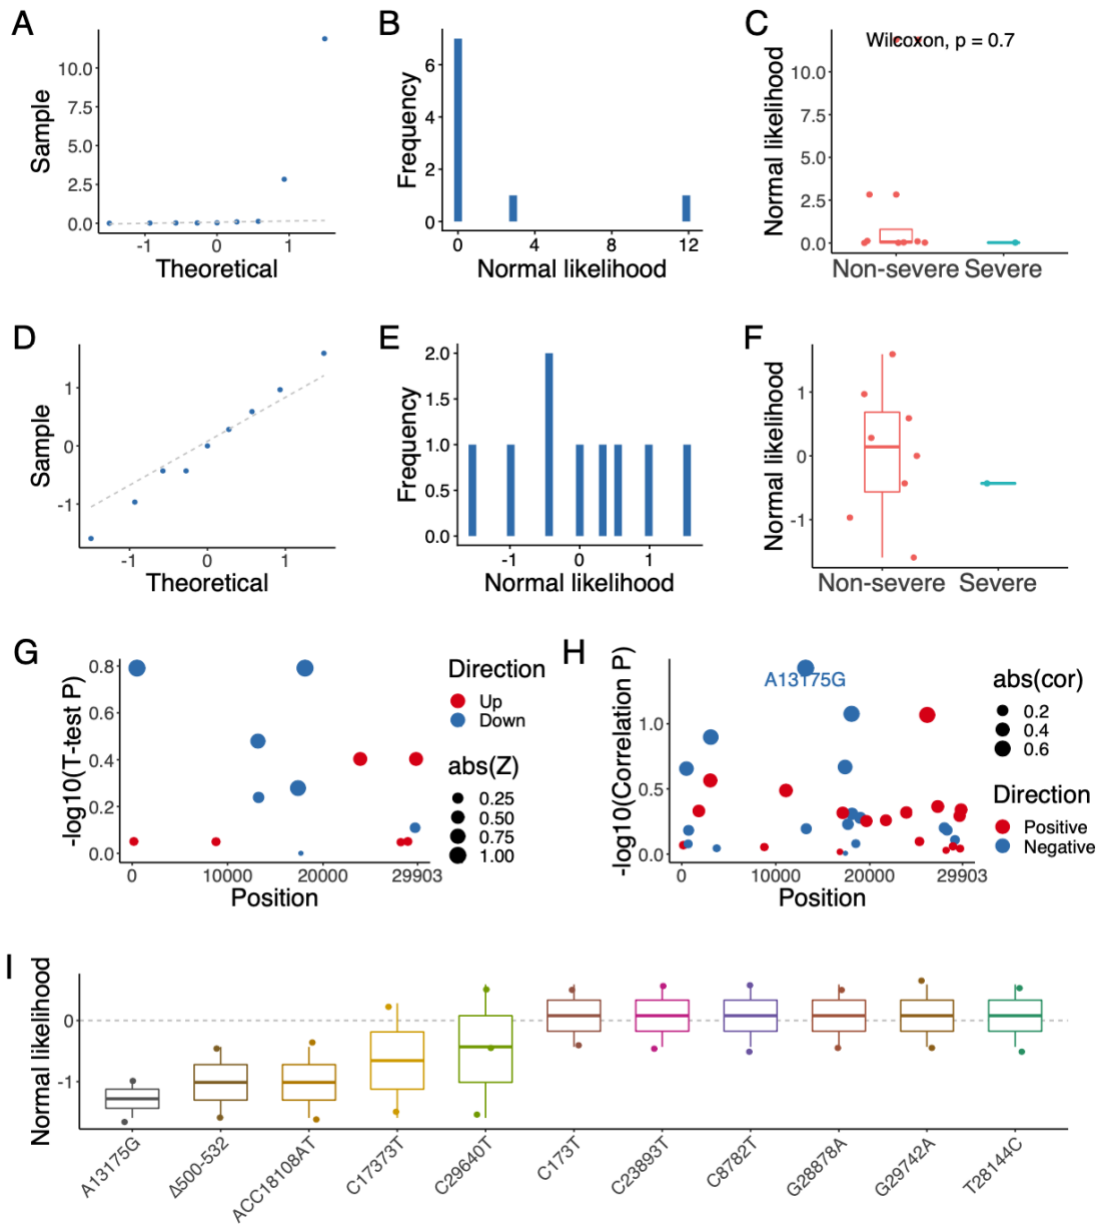 A
Sample
10.0
7.5
5.0
2.5
0.0
-1 0 1
Theoretical
B
Frequency
6
4
2
0
0 4 8 12
Normal likelihood
C
Normal likelihood
Wilcoxon, p = 0.7
10.0
7.5
5.0
2.5
0.0
Non-severe Severe
D
Sample
1
0
-1
-1 0 1
Theoretical
E
Frequency
2.0
1.5
1.0
0.5
0.0
-1 0 1
Normal likelihood
F
Normal likelihood
1
0
-1
Non-severe Severe
G
-log10(T-test P)
0.8
0.6
0.4
0.2
0.0
0 10000 20000 29903
Position
Direction
Up
Down
abs(Z)
0.25
0.50
0.75
1.00
H
-log10(Correlation P)
A13175G
1.0
0.5
0.0
0 10000 20000 29903
Position
abs(cor)
0.2
0.4
0.6
Direction
Positive
Negative
I
Normal likelihood
0
-1
A13175G
Δ500-532
ACC18108AT
C17373T
C29640T
C173T
C23893T
C8782T
G28878A
G29742A
T28144C